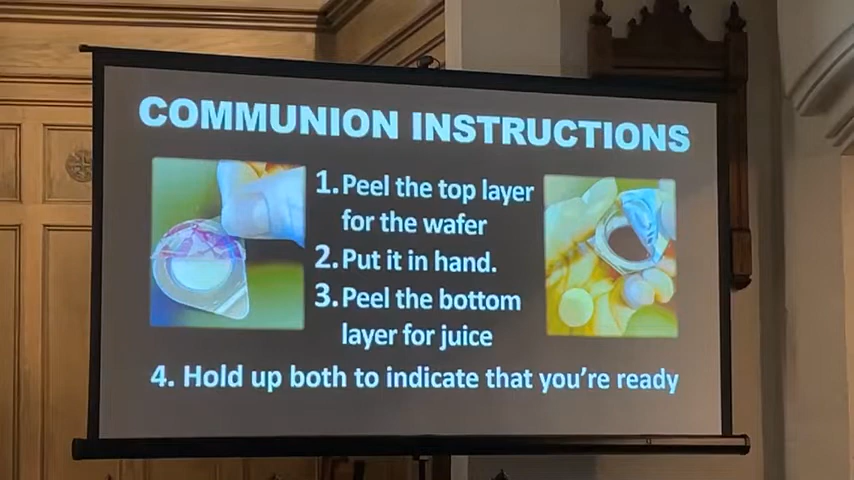 COMMUNION INSTRUCTIONS
1. Peel the top layer
for the wafer
2. Put it in hand.
3. Peel the bottom
layer for juice
4. Hold up both to indicate that you're ready